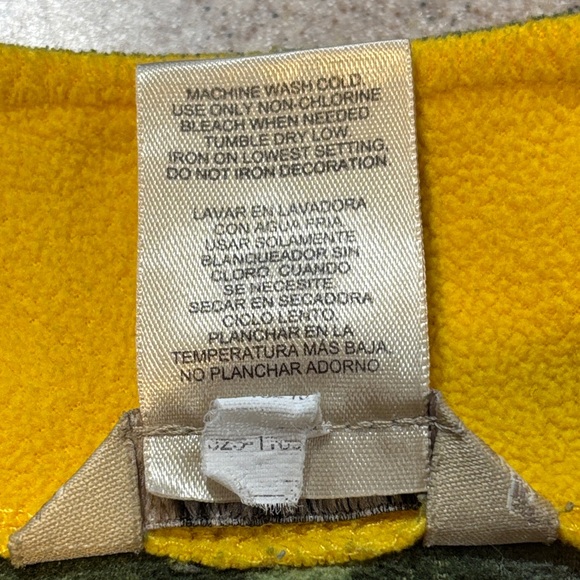 MACHINE WASH COLD.
USE ONLY NON-CHLORINE
BLEACH WHEN NEEDED
TUMBLE DRY LOW.
IRON ON LOWEST SETTING.
DO NOT IRON DECORATION.
LAVAR EN LAVADORA
CON AGUA FRIA
USAR SOLAMENTE
BLANQUEADOR SIN
CLORO, CUANDO
SE NECESITE
SECAR EN SECADORA
CICLO LENTO.
PLANCHAR EN LA
TEMPERATURA MÁS BAJA.
NO PLANCHAR ADORNO